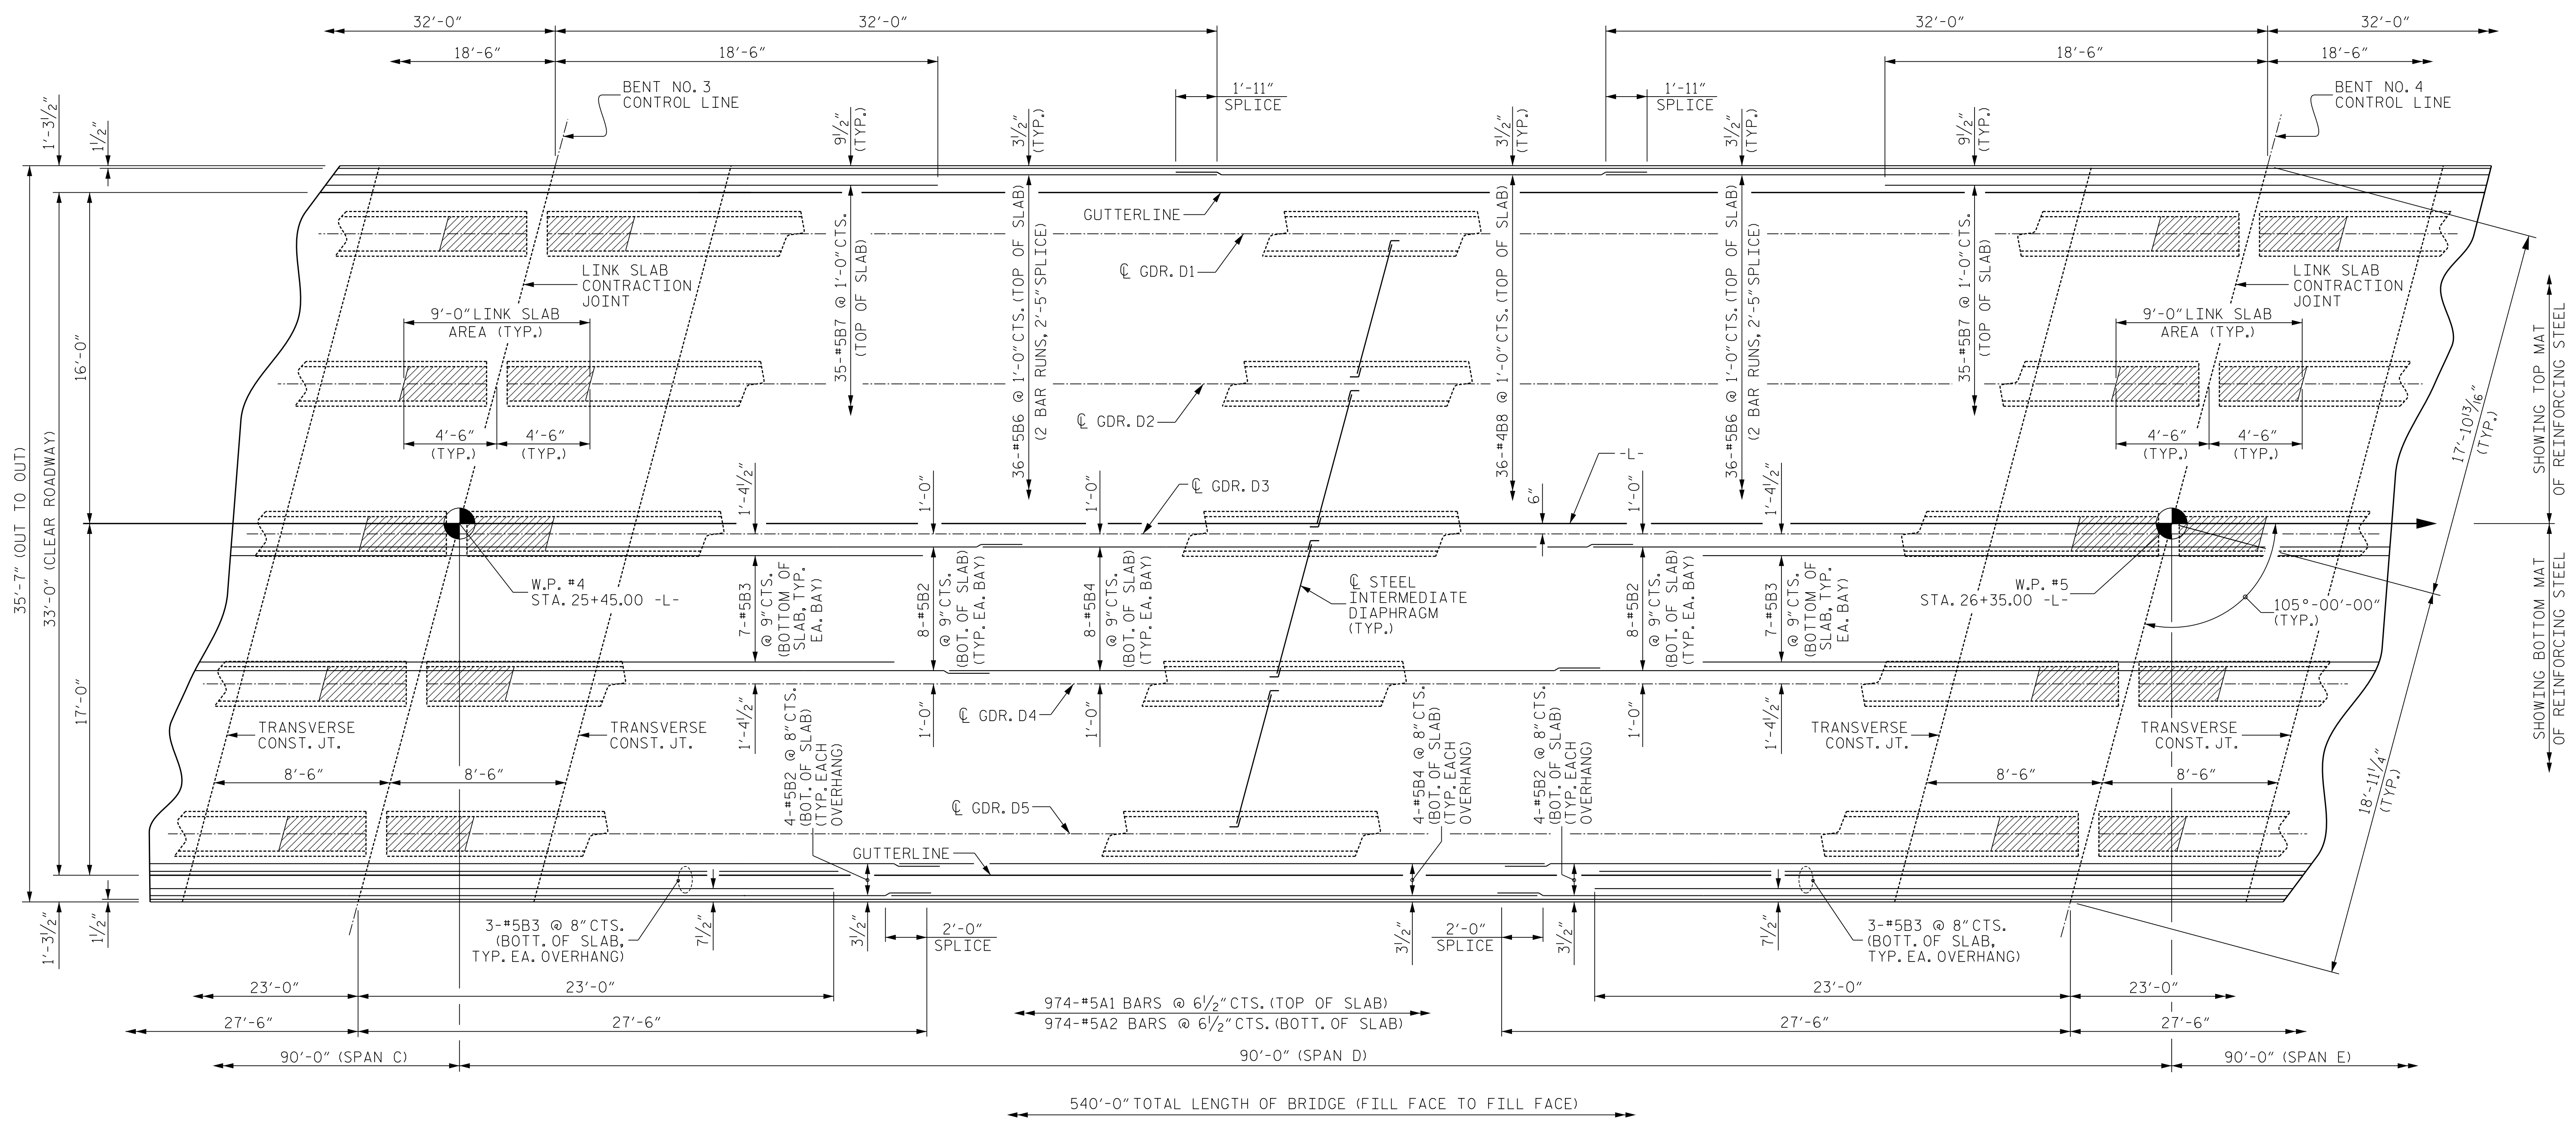 32'-0"
32'-0"
32'-0"
32'-0"
18'-6"
18'-6"
18'-6"
18'-6"
BENT NO. 3
CONTROL LINE
1'-11"
SPLICE
1'-11"
SPLICE
BENT NO. 4
CONTROL LINE
1'-3½"
1½"
9½"
(TYP.)
3½"
(TYP.)
3½"
(TYP.)
3½"
(TYP.)
9½"
(TYP.)
35-#5B7 @ 1'-0" CTS.
(TOP OF SLAB)
36-#5B6 @ 1'-0" CTS. (TOP OF SLAB)
(2 BAR RUNS, 2'-5" SPLICE)
GUTTERLINE
36-#4B8 @ 1'-0" CTS. (TOP OF SLAB)
36-#5B6 @ 1'-0" CTS. (TOP OF SLAB)
(2 BAR RUNS, 2'-5" SPLICE)
35-#5B7 @ 1'-0" CTS.
(TOP OF SLAB)
LINK SLAB
CONTRACTION
JOINT
℄ GDR. D1
LINK SLAB
CONTRACTION
JOINT
9'-0" LINK SLAB
AREA (TYP.)
9'-0" LINK SLAB
AREA (TYP.)
16'-0"
℄ GDR. D2
4'-6"
(TYP.)
4'-6"
(TYP.)
4'-6"
(TYP.)
4'-6"
(TYP.)
17'-10¹³⁄₁₆"
(TYP.)
SHOWING TOP MAT
OF REINFORCING STEEL
35'-7" (OUT TO OUT)
33'-0" (CLEAR ROADWAY)
1'-4½"
1'-0"
1'-0"
℄ GDR. D3
6"
-L-
1'-0"
1'-4½"
W.P. #4
STA. 25+45.00 -L-
7-#5B3
@ 9" CTS.
(BOTTOM OF
SLAB, TYP.
EA. BAY)
8-#5B2
@ 9" CTS.
(BOT. OF SLAB)
(TYP. EA. BAY)
8-#5B4
@ 9" CTS.
(BOT. OF SLAB)
(TYP. EA. BAY)
℄ STEEL
INTERMEDIATE
DIAPHRAGM
(TYP.)
8-#5B2
@ 9" CTS.
(BOT. OF SLAB)
(TYP. EA. BAY)
7-#5B3
@ 9" CTS.
(BOTTOM OF
SLAB, TYP.
EA. BAY)
W.P. #5
STA. 26+35.00 -L-
105°-00'-00"
(TYP.)
SHOWING BOTTOM MAT
OF REINFORCING STEEL
17'-0"
TRANSVERSE
CONST. JT.
TRANSVERSE
CONST. JT.
1'-4½"
1'-0"
℄ GDR. D4
1'-0"
1'-0"
1'-4½"
TRANSVERSE
CONST. JT.
TRANSVERSE
CONST. JT.
8'-6"
8'-6"
4-#5B2 @ 8" CTS.
(BOT. OF SLAB)
(TYP. EACH
OVERHANG)
4-#5B4 @ 8" CTS.
(BOT. OF SLAB)
(TYP. EACH
OVERHANG)
4-#5B2 @ 8" CTS.
(BOT. OF SLAB)
(TYP. EACH
OVERHANG)
8'-6"
8'-6"
18'-11¼"
(TYP.)
℄ GDR. D5
GUTTERLINE
1'-3½"
1½"
3-#5B3 @ 8" CTS.
(BOTT. OF SLAB,
TYP. EA. OVERHANG)
7½"
3½"
2'-0"
SPLICE
3½"
2'-0"
SPLICE
3½"
7½"
3-#5B3 @ 8" CTS.
(BOTT. OF SLAB,
TYP. EA. OVERHANG)
23'-0"
23'-0"
23'-0"
23'-0"
974-#5A1 BARS @ 6½" CTS. (TOP OF SLAB)
974-#5A2 BARS @ 6½" CTS. (BOTT. OF SLAB)
27'-6"
27'-6"
27'-6"
27'-6"
90'-0" (SPAN C)
90'-0" (SPAN D)
90'-0" (SPAN E)
540'-0" TOTAL LENGTH OF BRIDGE (FILL FACE TO FILL FACE)